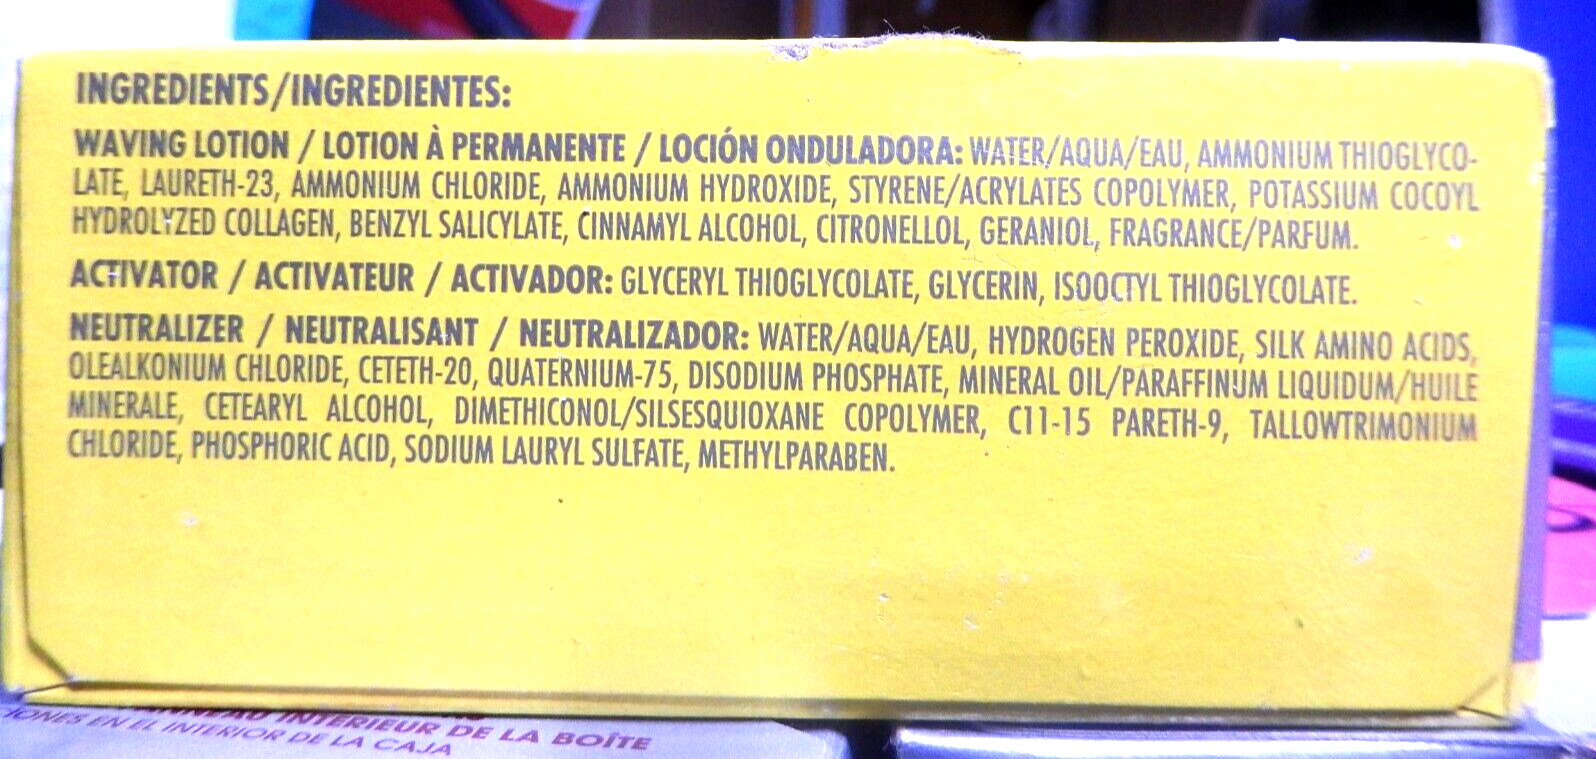 INGREDIENTS/INGREDIENTES:
WAVING LOTION / LOTION À PERMANENTE / LOCIÓN ONDULADORA: WATER/AQUA/EAU, AMMONIUM THIOGLYCO-
LATE, LAURETH-23, AMMONIUM CHLORIDE, AMMONIUM HYDROXIDE, STYRENE/ACRYLATES COPOLYMER, POTASSIUM COCOYL
HYDROLYZED COLLAGEN, BENZYL SALICYLATE, CINNAMYL ALCOHOL, CITRONELLOL, GERANIOL, FRAGRANCE/PARFUM.
ACTIVATOR / ACTIVATEUR / ACTIVADOR: GLYCERYL THIOGLYCOLATE, GLYCERIN, ISOOCTYL THIOGLYCOLATE.
NEUTRALIZER / NEUTRALISANT / NEUTRALIZADOR: WATER/AQUA/EAU, HYDROGEN PEROXIDE, SILK AMINO ACIDS,
OLEALKONIUM CHLORIDE, CETETH-20, QUATERNIUM-75, DISODIUM PHOSPHATE, MINERAL OIL/PARAFFINUM LIQUIDUM/HUILE
MINERALE, CETEARYL ALCOHOL, DIMETHICONOL/SILSESQUIOXANE COPOLYMER, C11-15 PARETH-9, TALLOWTRIMONIUM
CHLORIDE, PHOSPHORIC ACID, SODIUM LAURYL SULFATE, METHYLPARABEN.
INTÉRIEUR DE LA BOÎTE
IONES EN EL INTERIOR DE LA CAJA